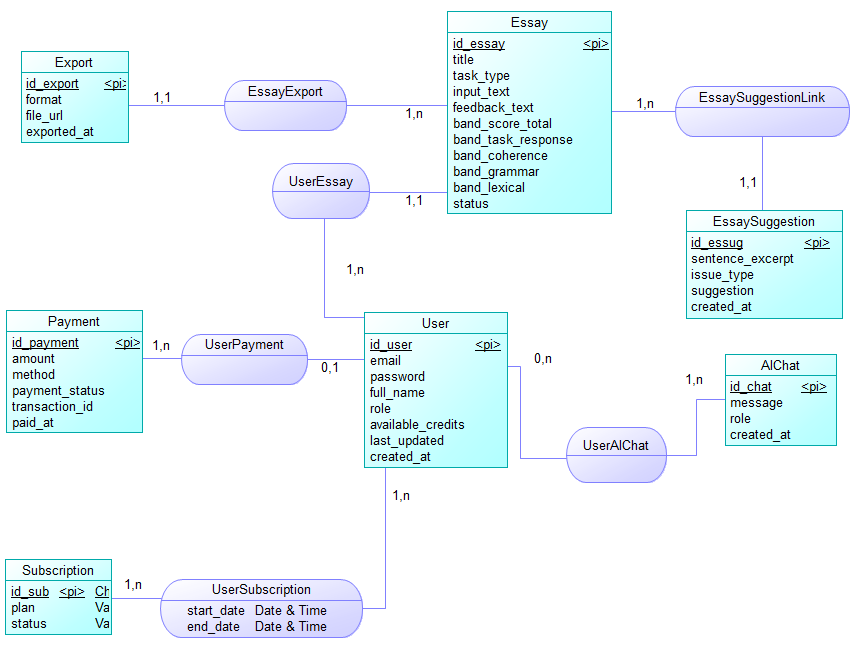 Essay
id_essay <pi>
title
task_type
input_text
feedback_text
band_score_total
band_task_response
band_coherence
band_grammar
band_lexical
status
Export
id_export <pi>
format
file_url
exported_at
1,1
EssayExport
1,n
1,n
EssaySuggestionLink
UserEssay
1,1
1,1
EssaySuggestion
id_essug <pi>
sentence_excerpt
issue_type
suggestion
created_at
1,n
Payment
id_payment <pi>
amount
method
payment_status
transaction_id
paid_at
1,n
UserPayment
0,1
User
id_user <pi>
email
password
full_name
role
available_credits
last_updated
created_at
0,n
1,n
AIChat
id_chat <pi>
message
role
created_at
UserAIChat
1,n
Subscription
id_sub <pi> Ch
plan Va
status Va
1,n
UserSubscription
start_date Date & Time
end_date Date & Time